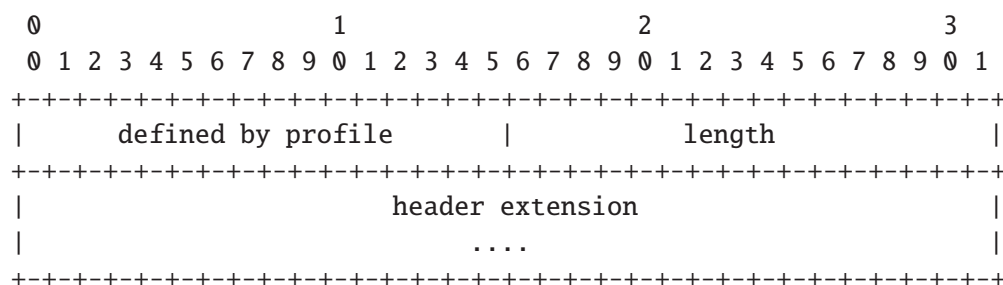 0                   1                   2                   3
 0 1 2 3 4 5 6 7 8 9 0 1 2 3 4 5 6 7 8 9 0 1 2 3 4 5 6 7 8 9 0 1
+-+-+-+-+-+-+-+-+-+-+-+-+-+-+-+-+-+-+-+-+-+-+-+-+-+-+-+-+-+-+-+-+
|      defined by profile       |           length              |
+-+-+-+-+-+-+-+-+-+-+-+-+-+-+-+-+-+-+-+-+-+-+-+-+-+-+-+-+-+-+-+-+
|                        header extension                       |
|                             ....                              |
+-+-+-+-+-+-+-+-+-+-+-+-+-+-+-+-+-+-+-+-+-+-+-+-+-+-+-+-+-+-+-+-+